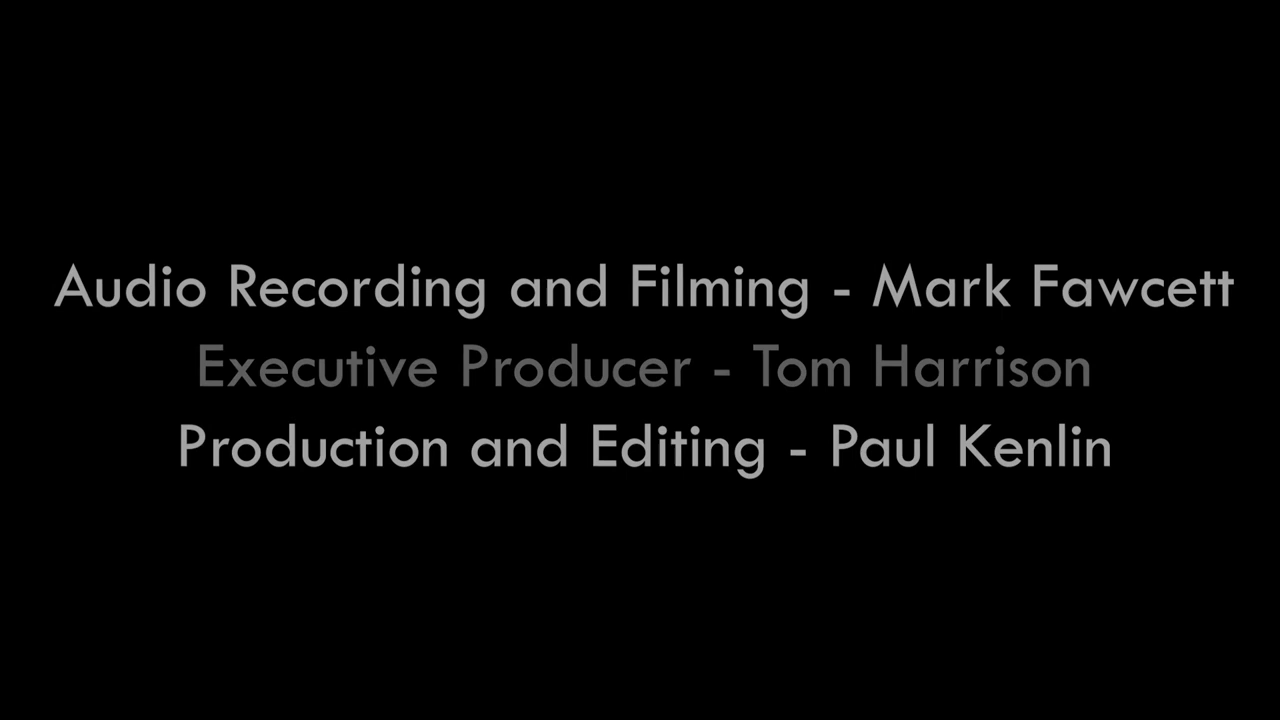 Audio Recording and Filming - Mark Fawcett
Executive Producer - Tom Harrison
Production and Editing - Paul Kenlin